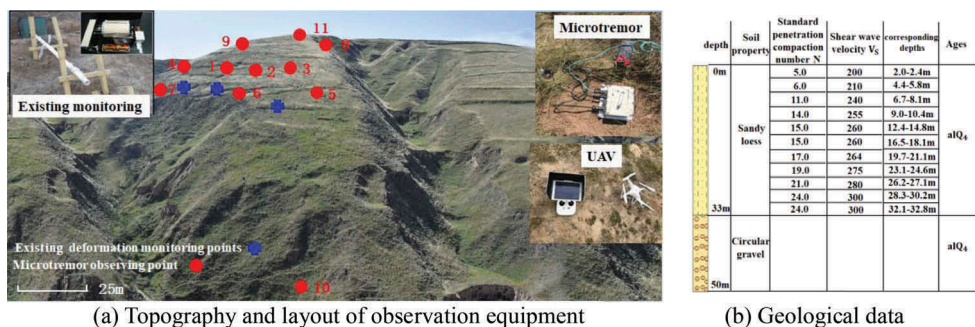 11
9
8
4
1
2
3
7
6
5
10
Existing monitoring
Microtremor
UAV
Existing deformation monitoring points
Microtremor observing point
25m
(a) Topography and layout of observation equipment
depth
Soil
property
Standard
penetration
compaction
number N
Shear wave
velocity VS
corresponding
depths
Ages
0m
33m
50m
Sandy
loess
Circular
gravel
5.0 200 2.0-2.4m
6.0 210 4.4-5.8m
11.0 240 6.7-8.1m
14.0 255 9.0-10.4m
15.0 260 12.4-14.8m
15.0 260 16.5-18.1m
17.0 264 19.7-21.1m
19.0 275 23.1-24.6m
21.0 280 26.2-27.1m
24.0 300 28.3-30.2m
24.0 300 32.1-32.8m
alQ4
alQ4
(b) Geological data